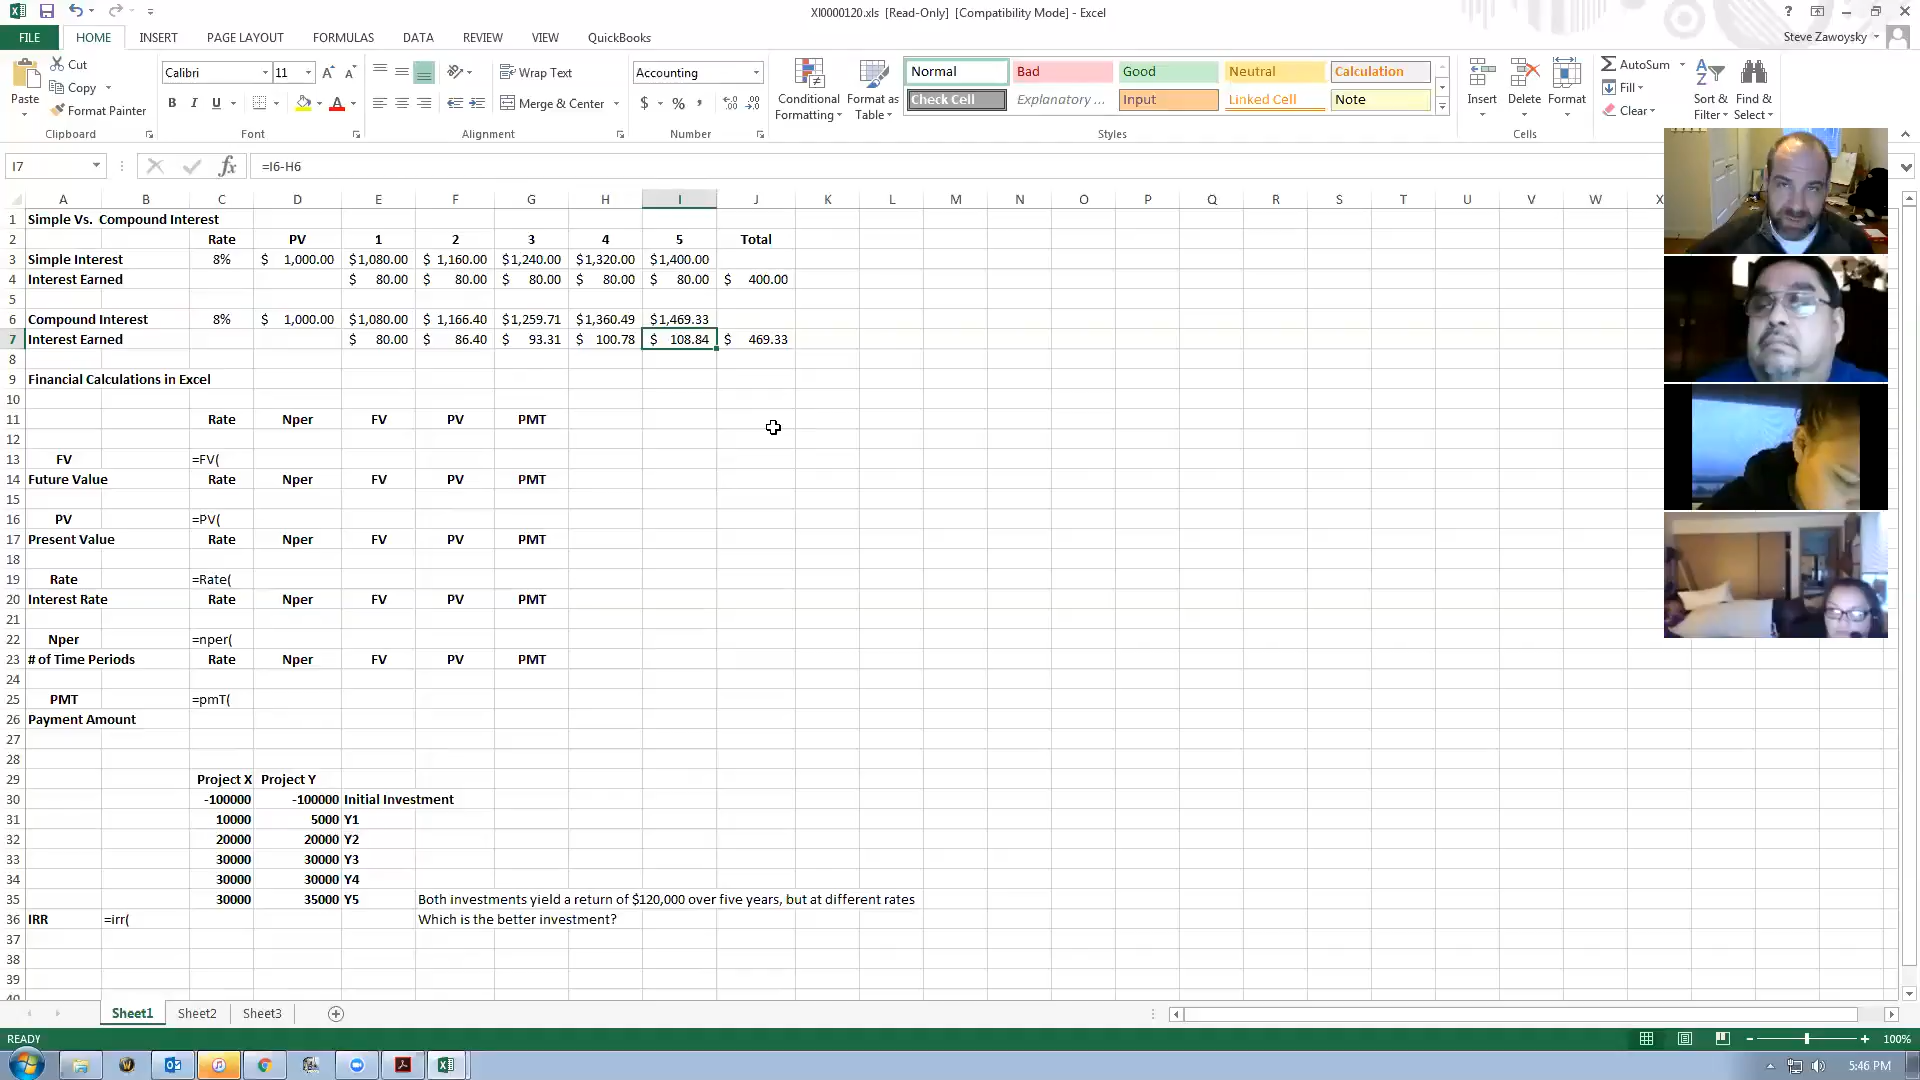 XI0000120.xls [Read-Only] [Compatibility Mode] - Excel
FILE HOME INSERT PAGE LAYOUT FORMULAS DATA REVIEW VIEW QuickBooks Steve Zawoysky
Cut
Copy
Format Painter
Paste
Calibri 11
B I U
Wrap Text
Merge & Center
Accounting
$ % ,
Conditional Formatting
Format as Table
Normal Bad Good Neutral Calculation
Check Cell Explanatory ... Input Linked Cell Note
Insert Delete Format
AutoSum
Fill
Clear
Sort & Filter
Find & Select
Clipboard Font Alignment Number Styles Cells
I7 fx =I6-H6
A B C D E F G H I J K L M N O P Q R S T U V W X
1 Simple Vs. Compound Interest
2 Rate PV 1 2 3 4 5 Total
3 Simple Interest 8% $ 1,000.00 $1,080.00 $ 1,160.00 $1,240.00 $1,320.00 $1,400.00
4 Interest Earned $ 80.00 $ 80.00 $ 80.00 $ 80.00 $ 80.00 $ 400.00
5
6 Compound Interest 8% $ 1,000.00 $1,080.00 $ 1,166.40 $1,259.71 $1,360.49 $1,469.33
7 Interest Earned $ 80.00 $ 86.40 $ 93.31 $ 100.78 $ 108.84 $ 469.33
8
9 Financial Calculations in Excel
10
11 Rate Nper FV PV PMT
12
13 FV =FV(
14 Future Value Rate Nper FV PV PMT
15
16 PV =PV(
17 Present Value Rate Nper FV PV PMT
18
19 Rate =Rate(
20 Interest Rate Rate Nper FV PV PMT
21
22 Nper =nper(
23 # of Time Periods Rate Nper FV PV PMT
24
25 PMT =pmT(
26 Payment Amount
27
28
29 Project X Project Y
30 -100000 -100000 Initial Investment
31 10000 5000 Y1
32 20000 20000 Y2
33 30000 30000 Y3
34 30000 30000 Y4
35 30000 35000 Y5 Both investments yield a return of $120,000 over five years, but at different rates
36 IRR =irr( Which is the better investment?
37
38
39
40
Sheet1 Sheet2 Sheet3
READY 100%
5:46 PM